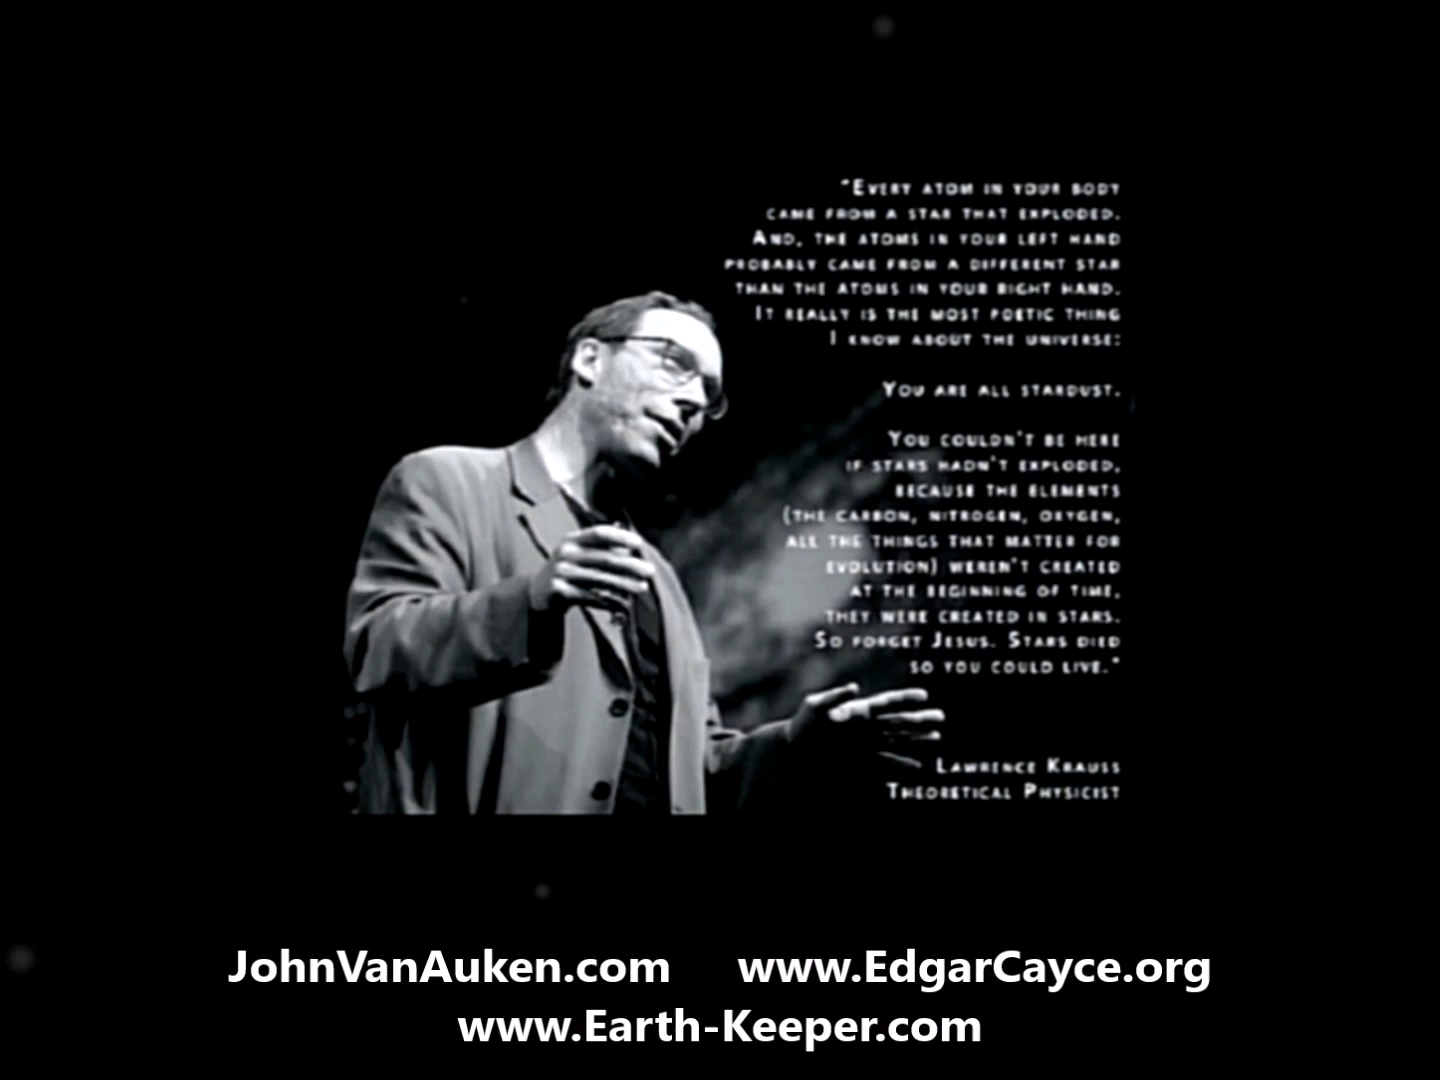 "Every atom in your body
came from a star that exploded.
And, the atoms in your left hand
probably came from a different star
than the atoms in your right hand.
It really is the most poetic thing
I know about the universe:
You are all stardust.
You couldn't be here
if stars hadn't exploded,
because the elements
(the carbon, nitrogen, oxygen,
all the things that matter for
evolution) weren't created
at the beginning of time,
they were created in stars.
So forget Jesus. Stars died
so you could live."
Lawrence Krauss
Theoretical Physicist
JohnVanAuken.com www.EdgarCayce.org
www.Earth-Keeper.com